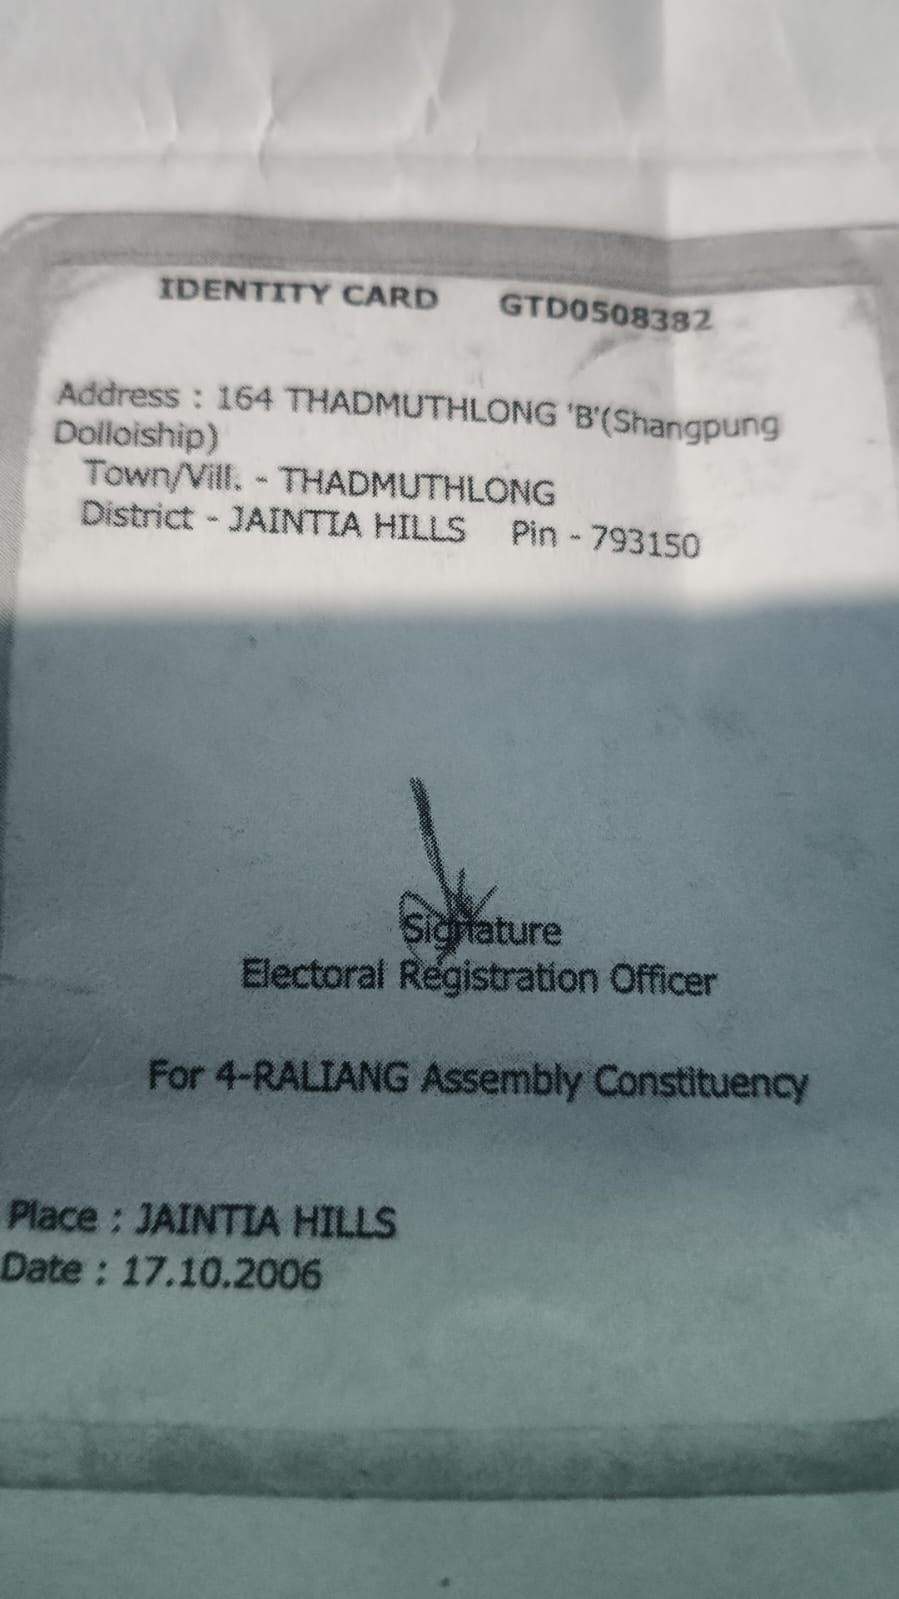 IDENTITY CARD GTD0508382
Address : 164 THADMUTHLONG 'B'(Shangpung
Dolloiship)
Town/Vill. - THADMUTHLONG
District - JAINTIA HILLS Pin - 793150
Signature
Electoral Registration Officer
For 4-RALIANG Assembly Constituency
Place : JAINTIA HILLS
Date : 17.10.2006